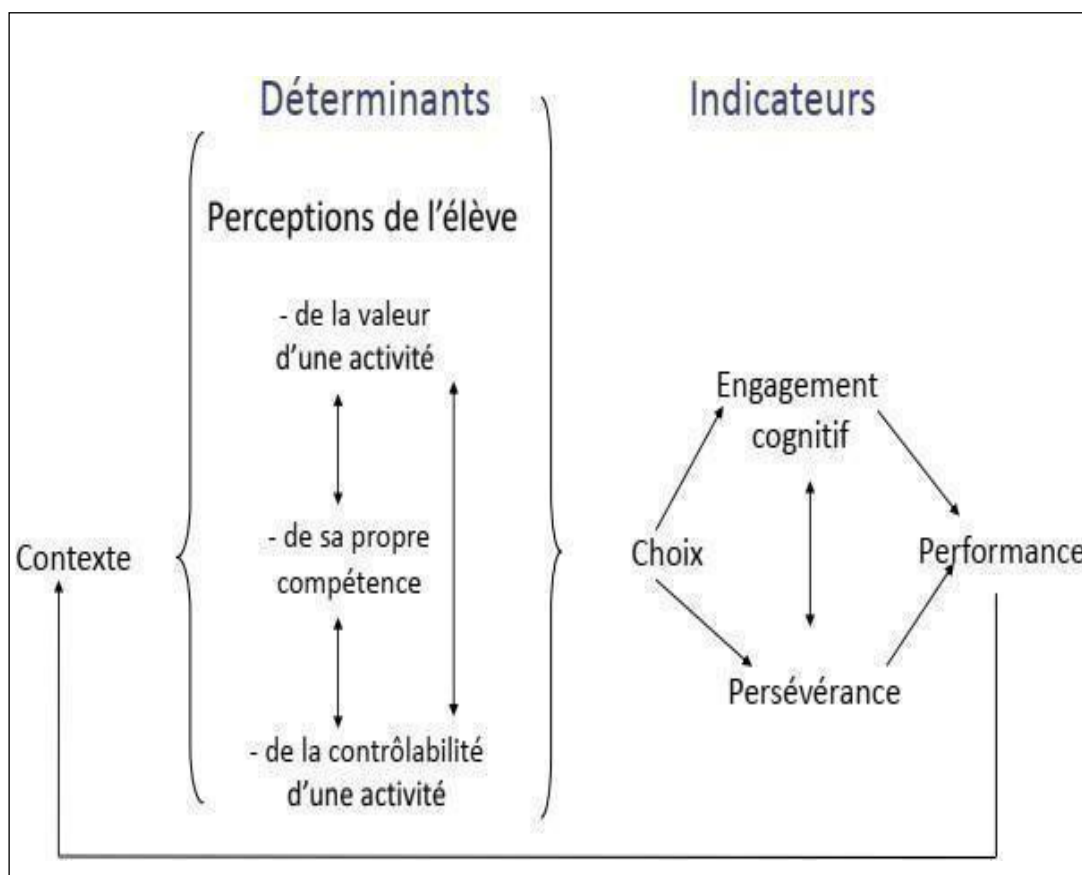 Déterminants
Indicateurs
Perceptions de l'élève
- de la valeur
d'une activité
- de sa propre
compétence
- de la contrôlabilité
d'une activité
Contexte
Engagement
cognitif
Choix
Performance
Persévérance